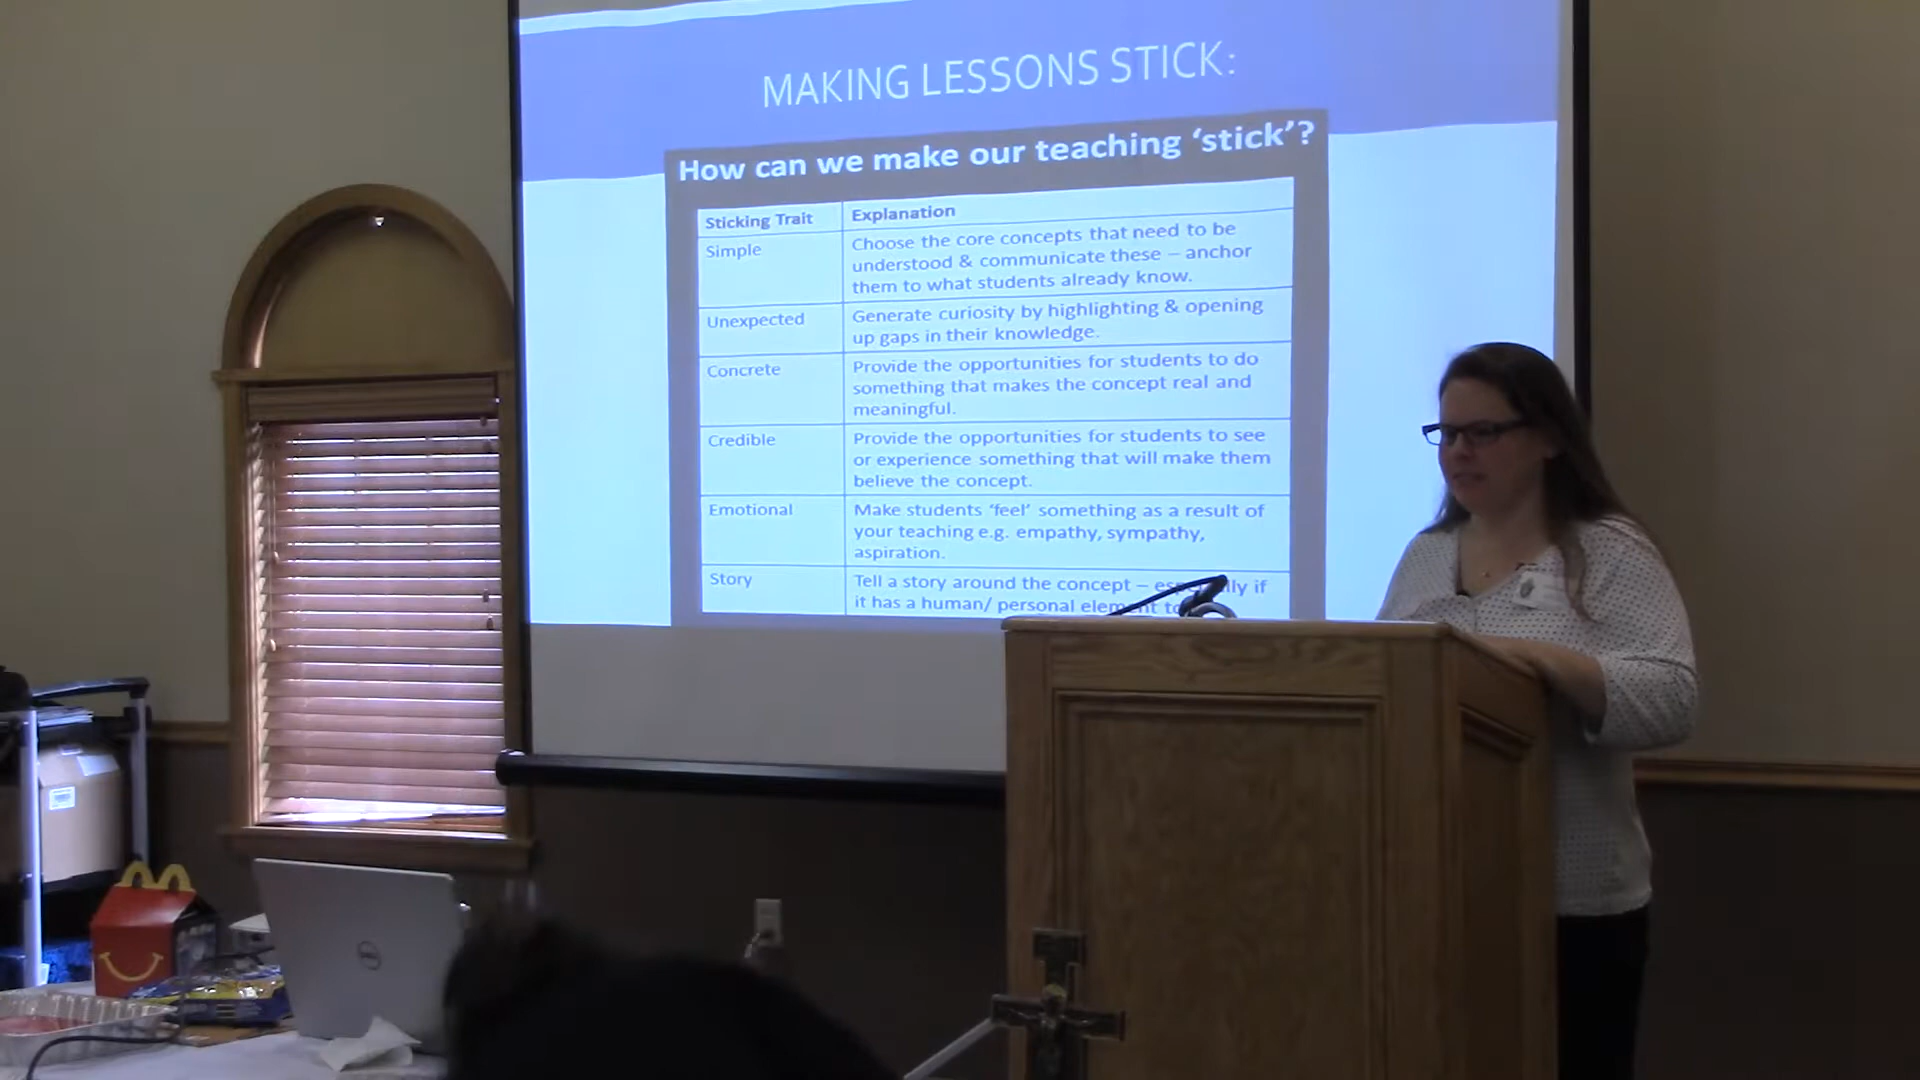 MAKING LESSONS STICK:
How can we make our teaching ‘stick’?
Sticking Trait
Explanation
Simple
Choose the core concepts that need to be
understood & communicate these – anchor
them to what students already know.
Unexpected
Generate curiosity by highlighting & opening
up gaps in their knowledge.
Concrete
Provide the opportunities for students to do
something that makes the concept real and
meaningful.
Credible
Provide the opportunities for students to see
or experience something that will make them
believe the concept.
Emotional
Make students ‘feel’ something as a result of
your teaching e.g. empathy, sympathy,
aspiration.
Story
Tell a story around the concept – if
it has a human/ personal
DELL